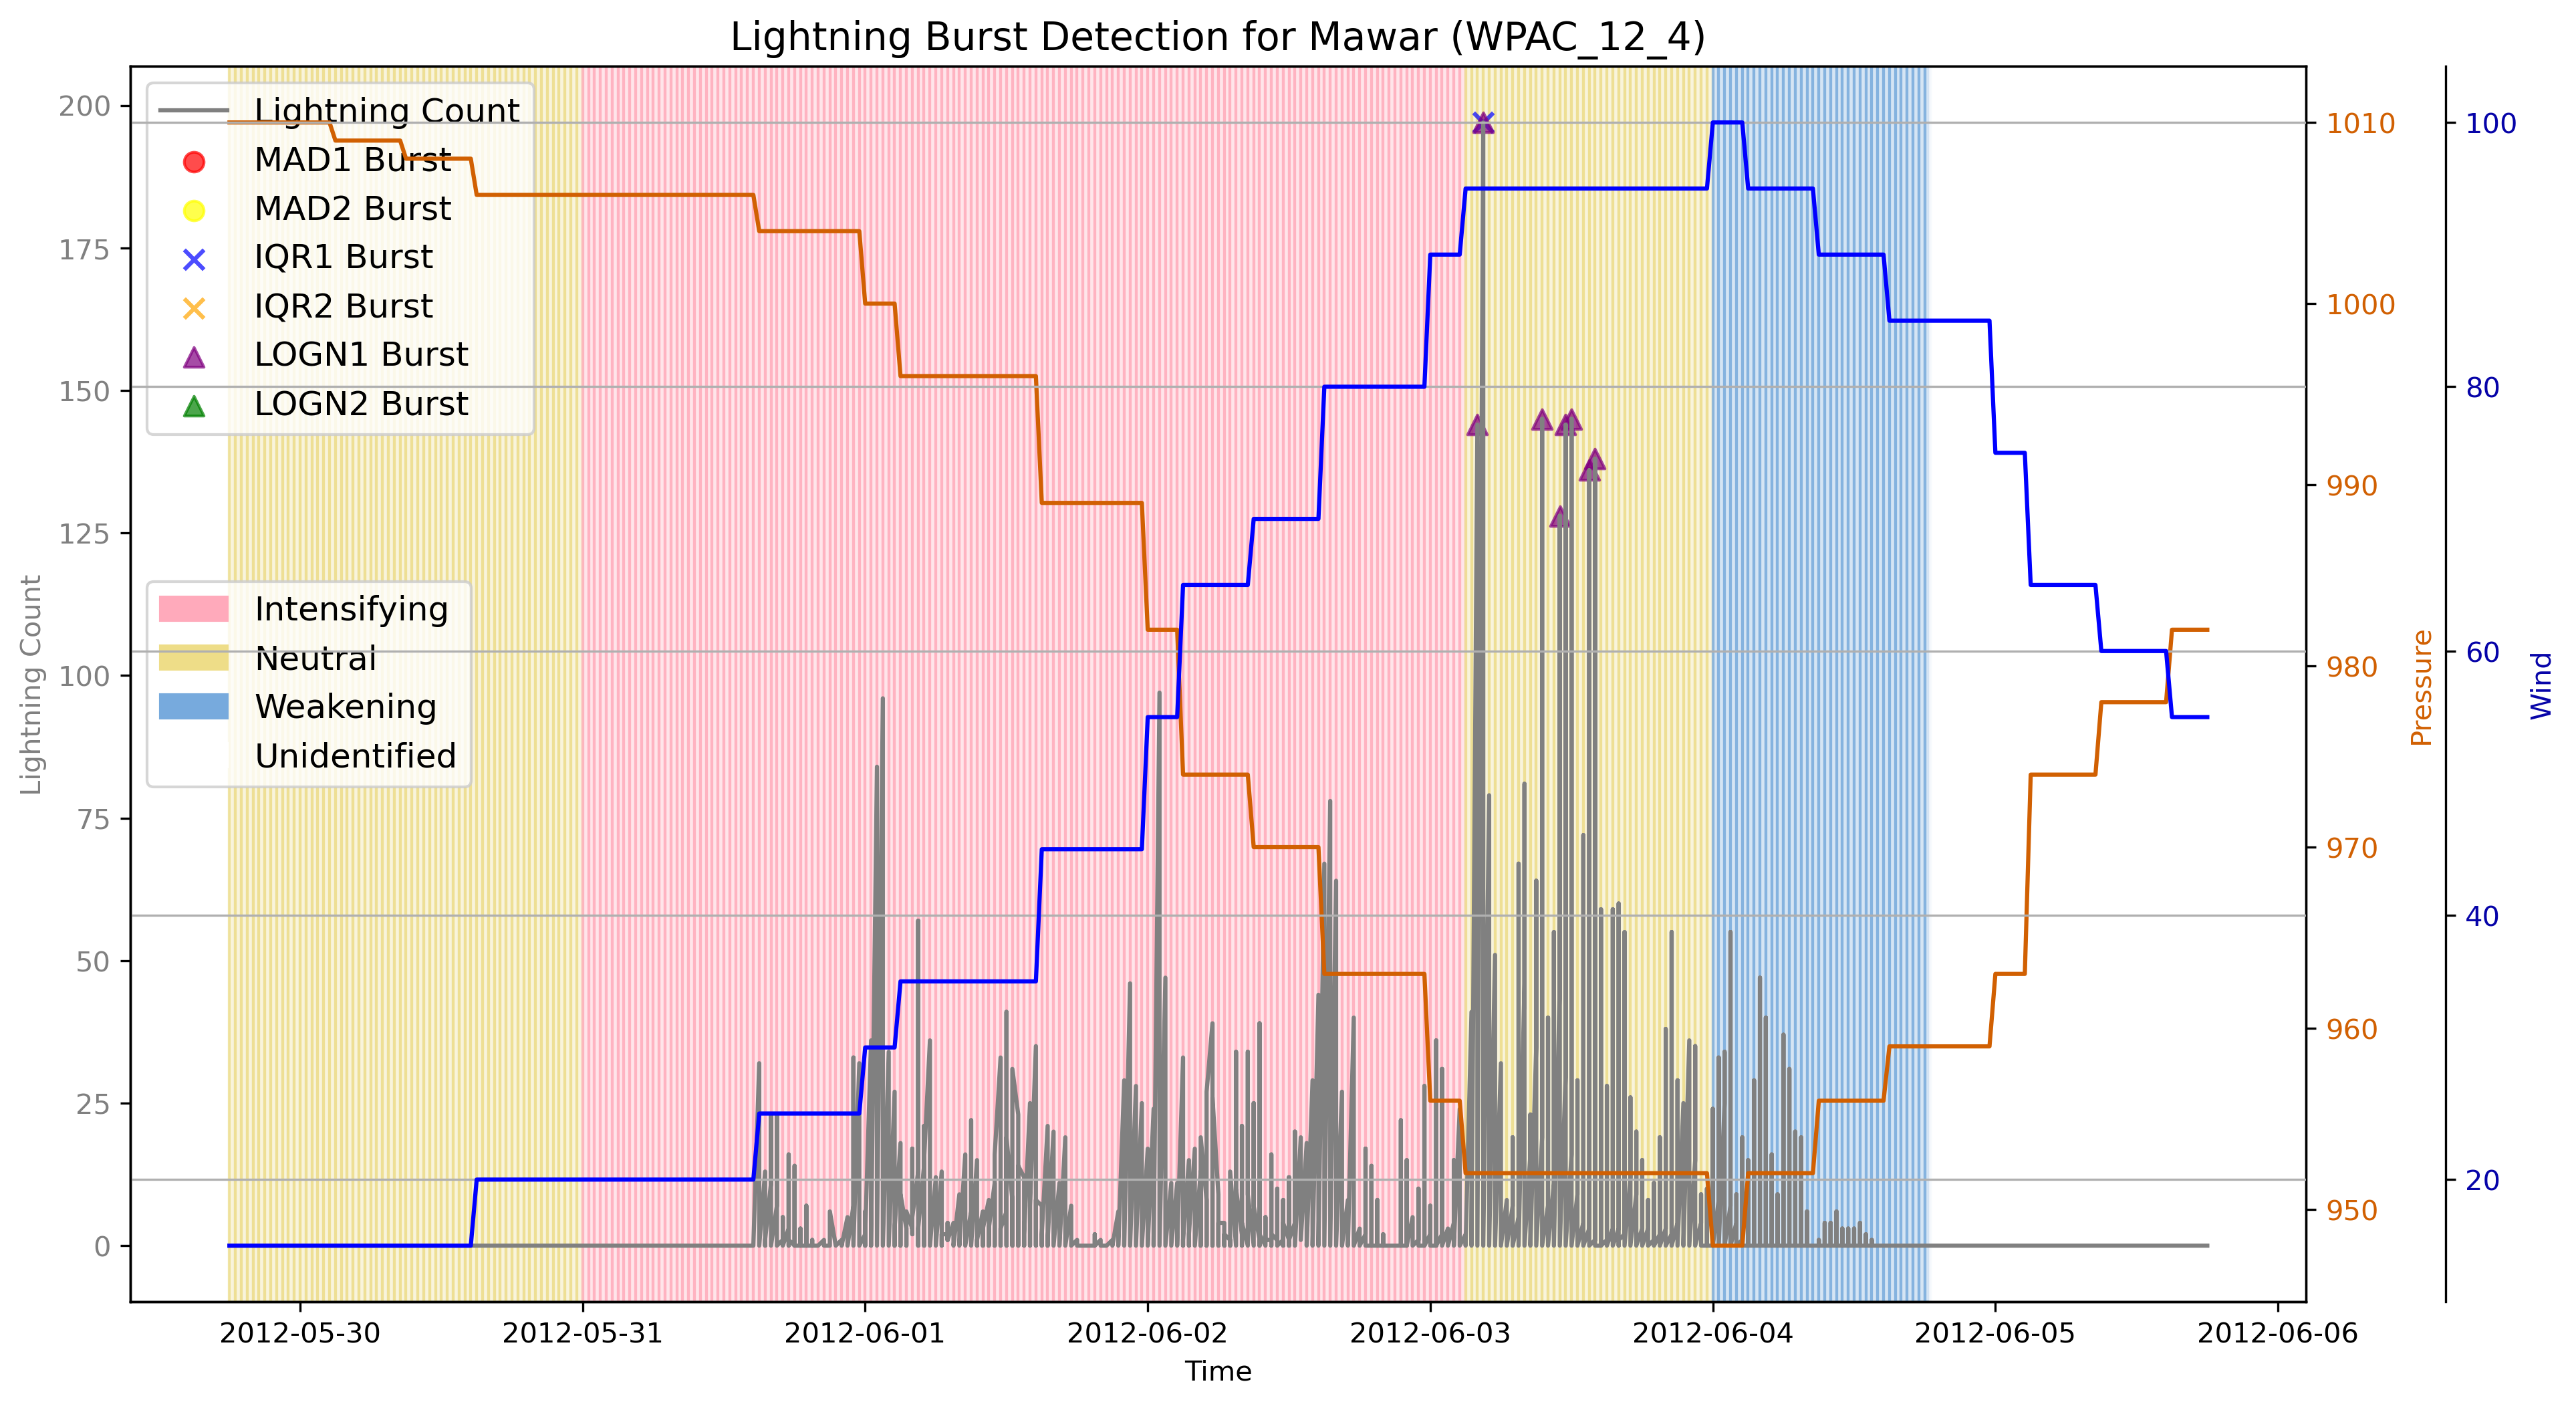 Lightning Burst Detection for Mawar (WPAC_12_4)
Lightning Count
MAD1 Burst
MAD2 Burst
IQR1 Burst
IQR2 Burst
LOGN1 Burst
LOGN2 Burst
Intensifying
Neutral
Weakening
Unidentified
Lightning Count
200
175
150
125
100
75
50
25
0
1010
1000
990
980
970
960
950
Pressure
100
80
60
40
20
Wind
2012-05-30
2012-05-31
2012-06-01
2012-06-02
2012-06-03
2012-06-04
2012-06-05
2012-06-06
Time